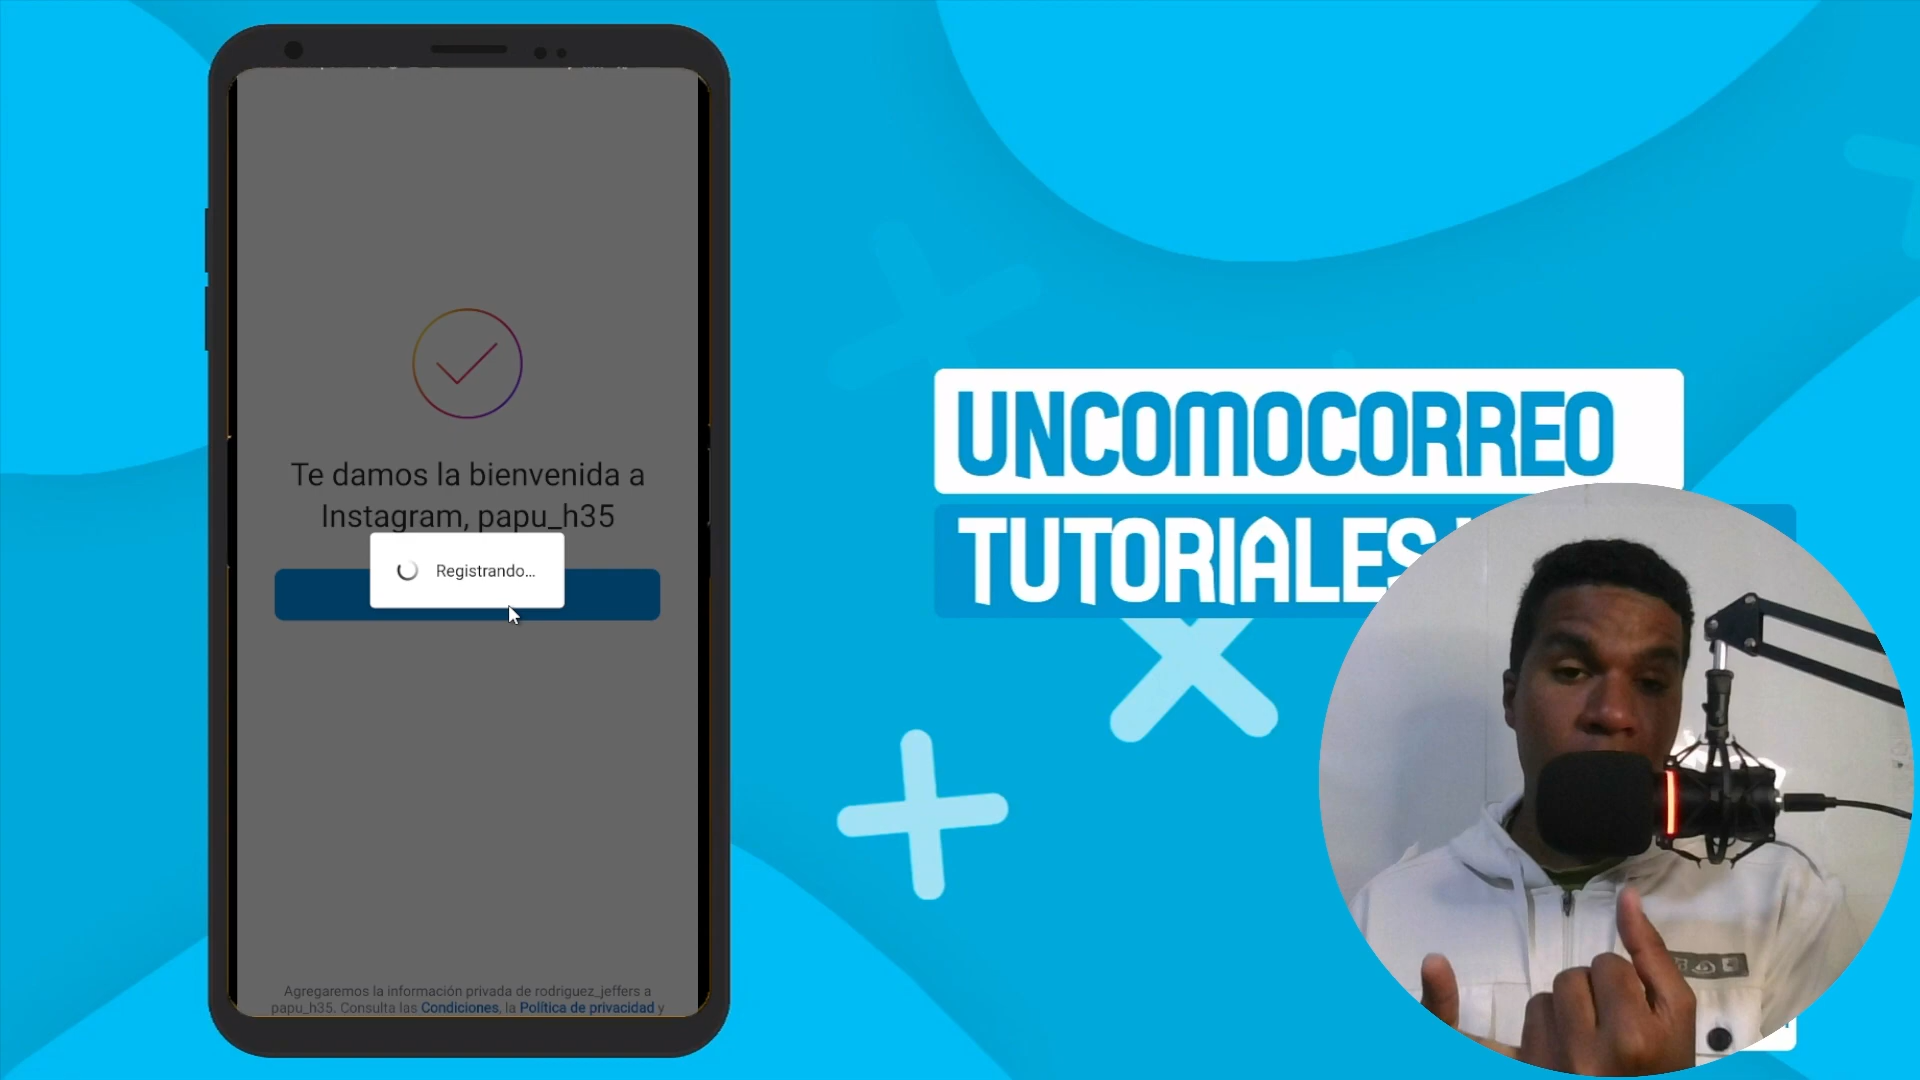 Te damos la bienvenida a
Instagram, papu_h35
Registrando...
Agregaremos la información privada de rodriguez_jeffers a
papu_h35. Consulta las Condiciones, la Política de privacidad y
UNCOMOCORREO
TUTORIALES